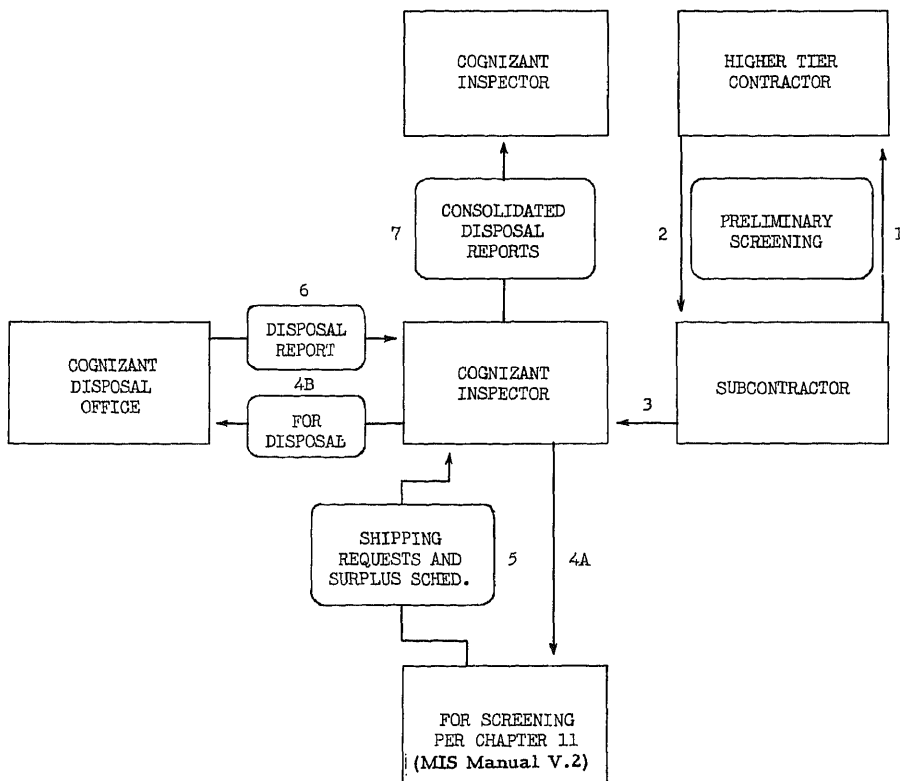 COGNIZANT
INSPECTOR
HIGHER TIER
CONTRACTOR
7
CONSOLIDATED
DISPOSAL
REPORTS
2
PRELIMINARY
SCREENING
1
6
DISPOSAL
REPORT
COGNIZANT
DISPOSAL
OFFICE
4B
FOR
DISPOSAL
COGNIZANT
INSPECTOR
3
SUBCONTRACTOR
SHIPPING
REQUESTS AND
SURPLUS SCHED.
5
4A
FOR SCREENING
PER CHAPTER 11
(MIS Manual V.2)